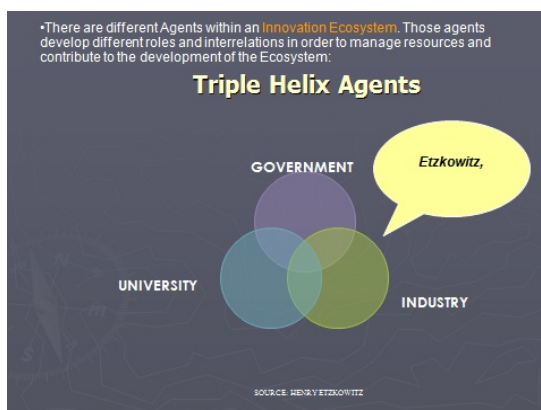 •There are different Agents within an Innovation Ecosystem. Those agents
develop different roles and interrelations in order to manage resources and
contribute to the development of the Ecosystem:
Triple Helix Agents
Etzkowitz,
GOVERNMENT
UNIVERSITY
INDUSTRY
SOURCE: HENRY ETZKOWITZ